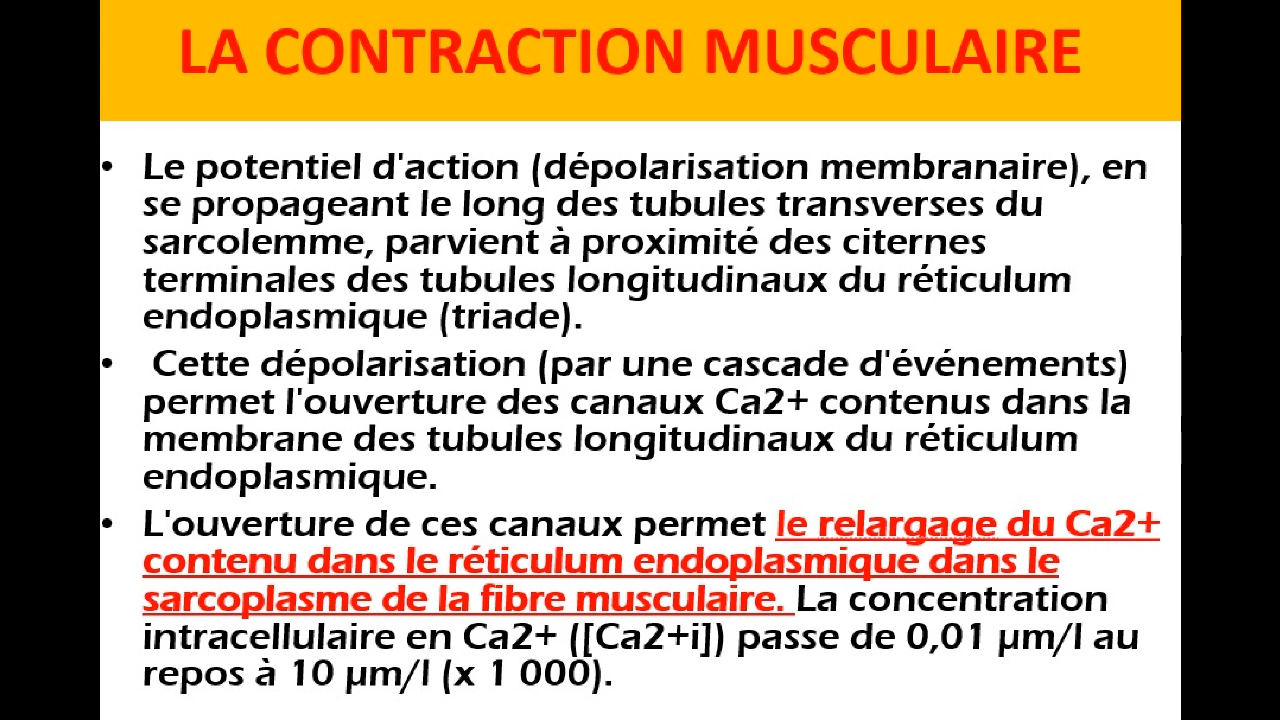 LA CONTRACTION MUSCULAIRE
• Le potentiel d'action (dépolarisation membranaire), en
se propageant le long des tubules transverses du
sarcolemme, parvient à proximité des citernes
terminales des tubules longitudinaux du réticulum
endoplasmique (triade).
• Cette dépolarisation (par une cascade d'événements)
permet l'ouverture des canaux Ca2+ contenus dans la
membrane des tubules longitudinaux du réticulum
endoplasmique.
• L'ouverture de ces canaux permet le relargage du Ca2+
contenu dans le réticulum endoplasmique dans le
sarcoplasme de la fibre musculaire. La concentration
intracellulaire en Ca2+ ([Ca2+i]) passe de 0,01 µm/l au
repos à 10 µm/l (x 1 000).